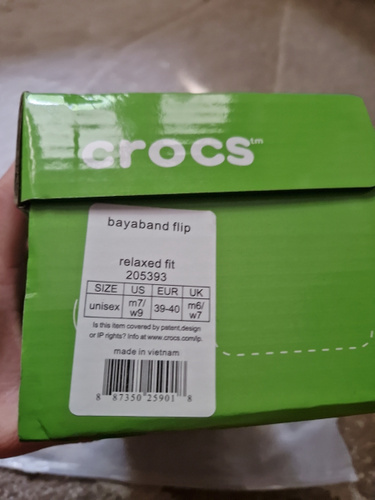 crocs™
bayaband flip
relaxed fit
205393
SIZE US EUR UK
unisex m7/ w9 39-40 m6/ w7
Is this item covered by patent,design
or IP rights? Info at www.crocs.com/ip.
made in vietnam
8 87350 25901 8